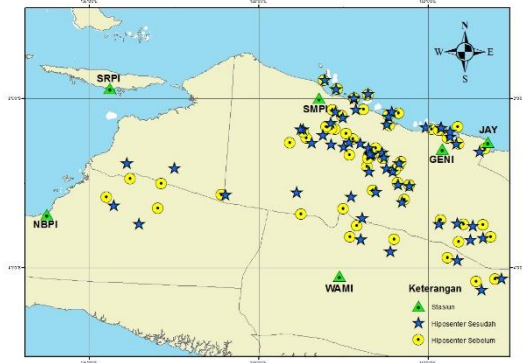 N
W E
S
SRPI
SMPI
JAY
GENI
NBPI
WAMI
Keterangan
Stasiun
Hiposenter Sesudah
Hiposenter Sebelum